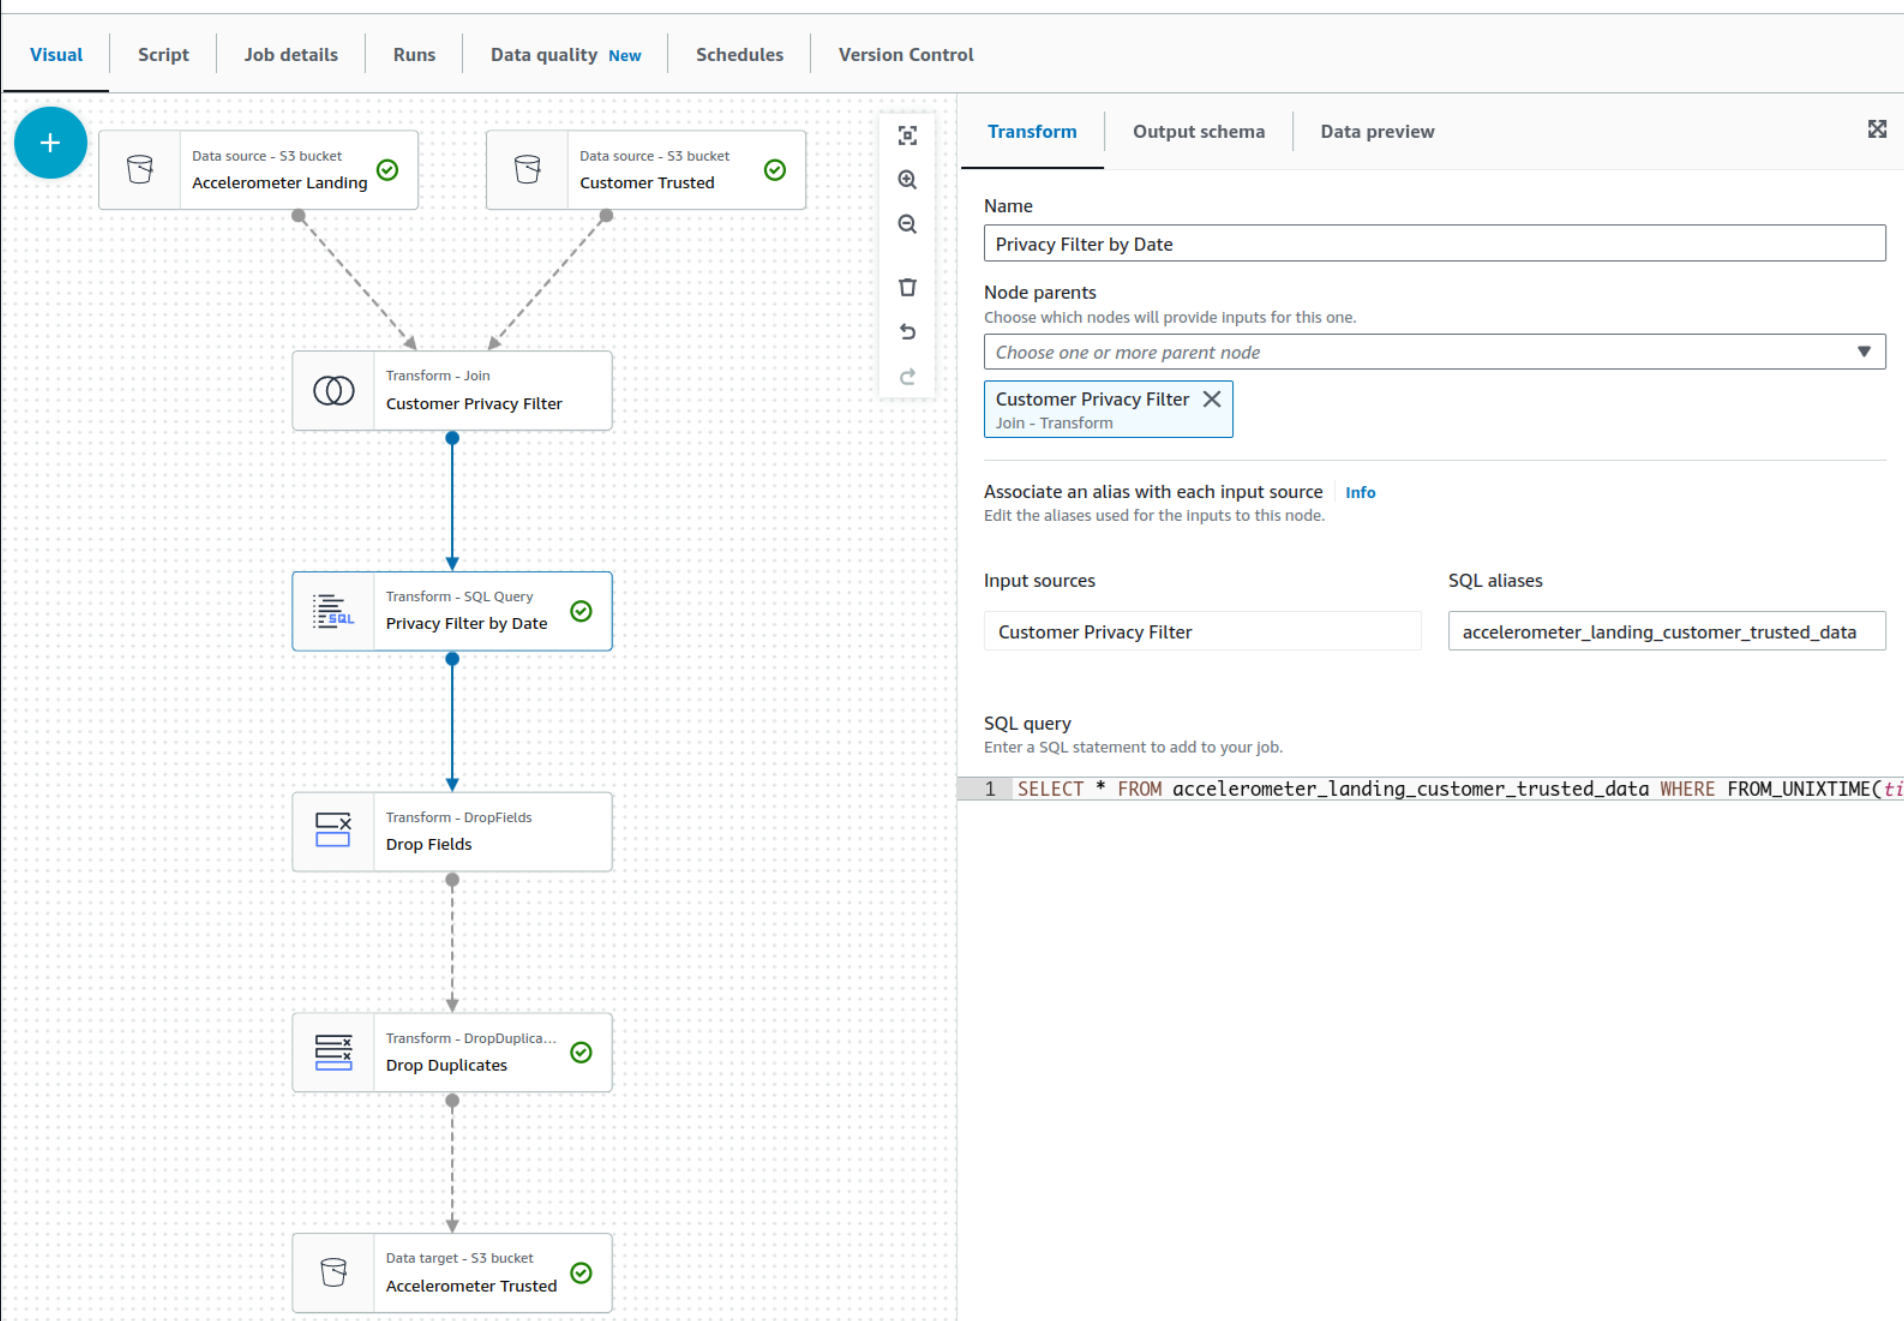 Visual
Script
Job details
Runs
Data quality New
Schedules
Version Control
Data source - S3 bucket
Accelerometer Landing
Data source - S3 bucket
Customer Trusted
Transform - Join
Customer Privacy Filter
Transform - SQL Query
SQL
Privacy Filter by Date
Transform - DropFields
Drop Fields
Transform - DropDuplica...
Drop Duplicates
Data target - S3 bucket
Accelerometer Trusted
Transform
Output schema
Data preview
Name
Privacy Filter by Date
Node parents
Choose which nodes will provide inputs for this one.
Choose one or more parent node
Customer Privacy Filter
Join - Transform
Associate an alias with each input source Info
Edit the aliases used for the inputs to this node.
Input sources
SQL aliases
Customer Privacy Filter
accelerometer_landing_customer_trusted_data
SQL query
Enter a SQL statement to add to your job.
1 SELECT * FROM accelerometer_landing_customer_trusted_data WHERE FROM_UNIXTIME(ti